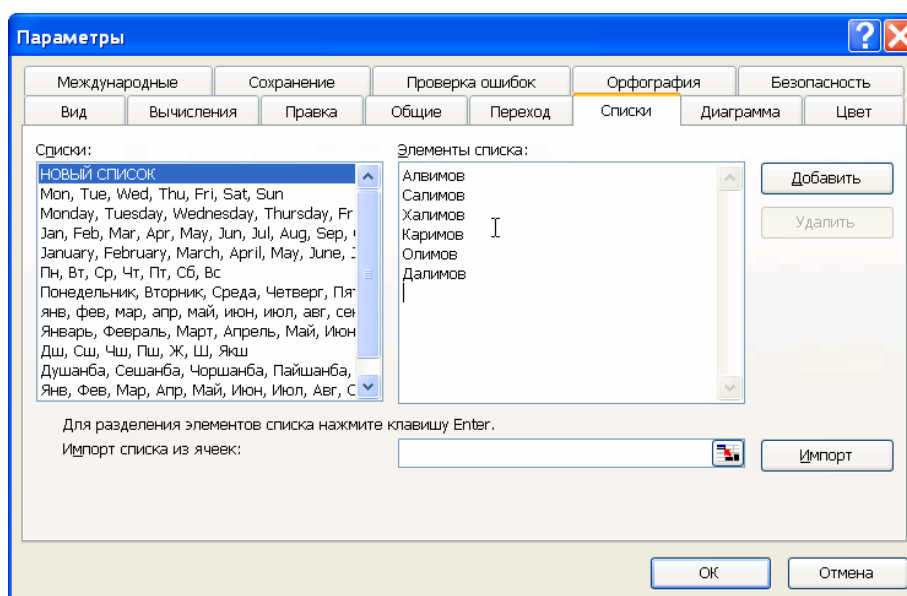 Параметры
Международные Сохранение Проверка ошибок Орфография Безопасность
Вид Вычисления Правка Общие Переход Списки Диаграмма Цвет
Списки:
НОВЫЙ СПИСОК
Mon, Tue, Wed, Thu, Fri, Sat, Sun
Monday, Tuesday, Wednesday, Thursday, Fr
Jan, Feb, Mar, Apr, May, Jun, Jul, Aug, Sep,
January, February, March, April, May, June,
Пн, Вт, Ср, Чт, Пт, Сб, Вс
Понедельник, Вторник, Среда, Четверг, Пят
янв, фев, мар, апр, май, июн, июл, авг, сен
Январь, Февраль, Март, Апрель, Май, Июн
Дш, Сш, Чш, Пш, Ж, Ш, Якш
Душанба, Сешанба, Чоршанба, Пайшанба,
Янв, Фев, Мар, Апр, Май, Июн, Июл, Авг, С
Элементы списка:
Алвимов
Салимов
Халимов
Каримов
Олимов
Далимов
Добавить
Удалить
Для разделения элементов списка нажмите клавишу Enter.
Импорт списка из ячеек:
Импорт
ОК Отмена